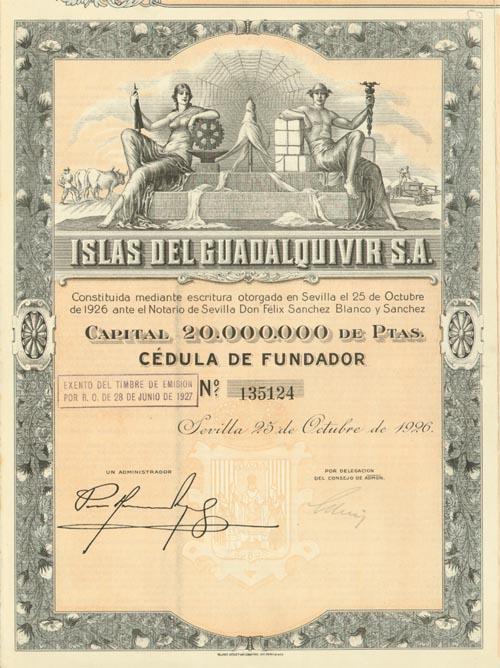 ISLAS DEL GUADALQUIVIR S.A.
Constituida mediante escritura otorgada en Sevilla el 25 de Octubre
de 1926 ante el Notario de Sevilla Don Félix Sanchez Blanco y Sanchez
CAPITAL 20.000.000 DE PTAS.
CÉDULA DE FUNDADOR
EXENTO DEL TIMBRE DE EMISION
POR R. O. DE 28 DE JUNIO DE 1927
Nº. 135124
Sevilla 25 de Octubre de 1926.
UN ADMINISTRADOR
POR DELEGACION
DEL CONSEJO DE ADMON.